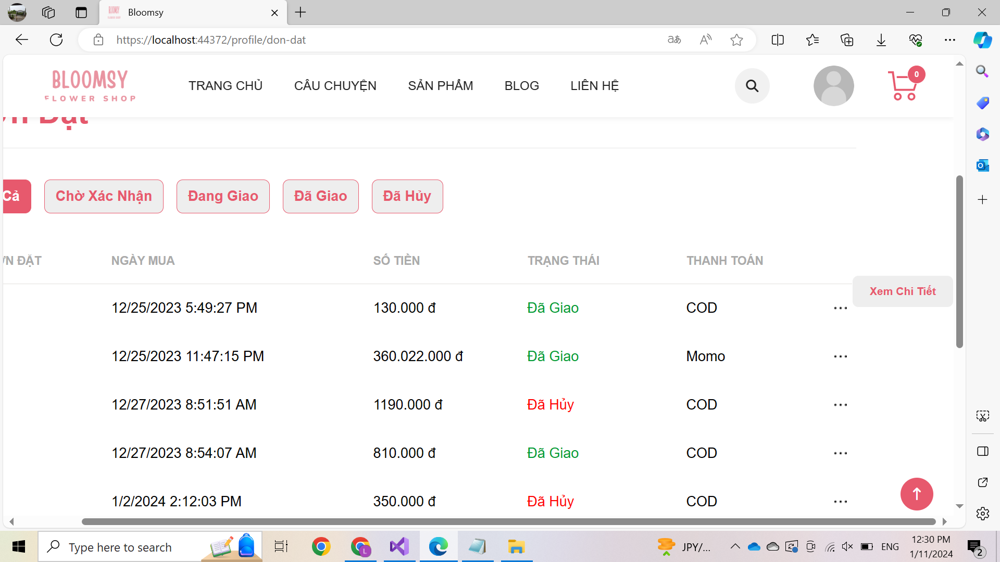 BLOOMSY FLOWER SHOP
Bloomsy
https://localhost:44372/profile/don-dat
BLOOMSY
FLOWER SHOP
TRANG CHỦ
CÂU CHUYỆN
SẢN PHẨM
BLOG
LIÊN HỆ
0
Đặt
Cả
Chờ Xác Nhận
Đang Giao
Đã Giao
Đã Hủy
ĐẶT
NGÀY MUA
SỐ TIỀN
TRẠNG THÁI
THANH TOÁN
Xem Chi Tiết
12/25/2023 5:49:27 PM
130.000 đ
Đã Giao
COD
...
12/25/2023 11:47:15 PM
360.022.000 đ
Đã Giao
Momo
...
12/27/2023 8:51:51 AM
1190.000 đ
Đã Hủy
COD
...
12/27/2023 8:54:07 AM
810.000 đ
Đã Giao
COD
...
1/2/2024 2:12:03 PM
350.000 đ
Đã Hủy
COD
...
Type here to search
L
JPY/...
ENG
12:30 PM
1/11/2024
2